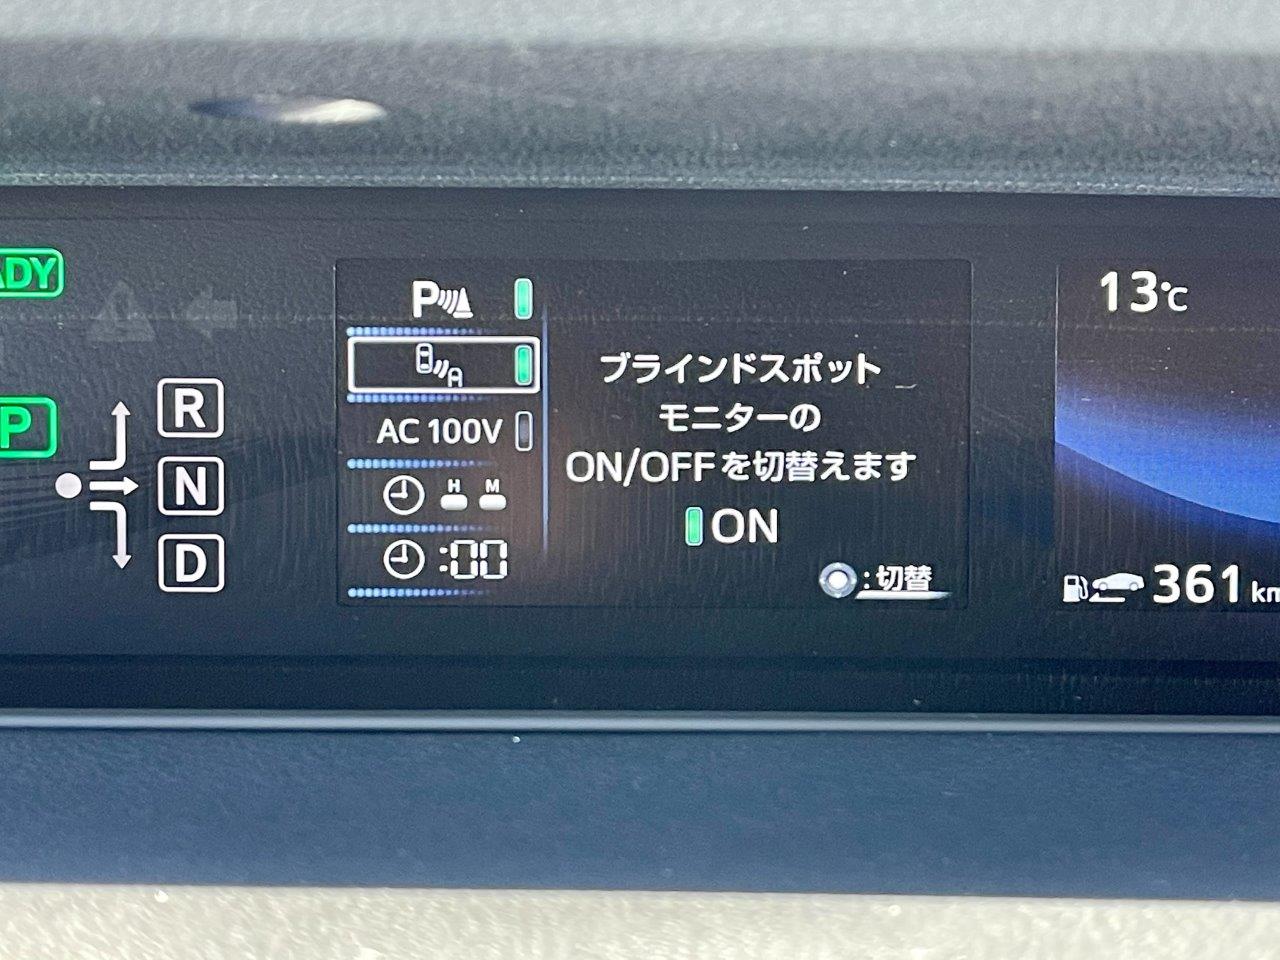 ADY
P
R
N
D
P
A
AC 100V
H M
:00
ブラインドスポット
モニターの
ON/OFFを切替えます
ON
:切替
13℃
361 km